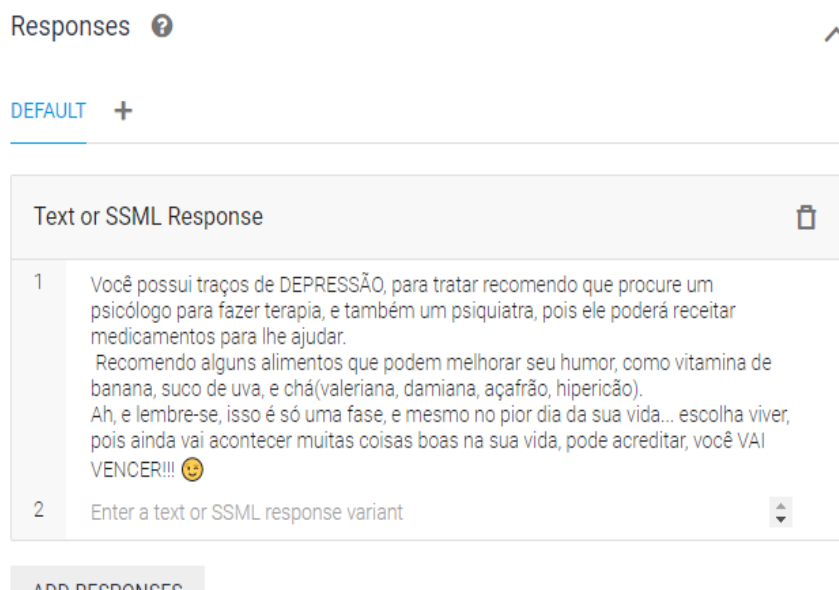 Responses ?
DEFAULT +
Text or SSML Response
1 Você possui traços de DEPRESSÃO, para tratar recomendo que procure um
psicólogo para fazer terapia, e também um psiquiatra, pois ele poderá receitar
medicamentos para lhe ajudar.
Recomendo alguns alimentos que podem melhorar seu humor, como vitamina de
banana, suco de uva, e chá(valeriana, damiana, açafrão, hipericão).
Ah, e lembre-se, isso é só uma fase, e mesmo no pior dia da sua vida... escolha viver,
pois ainda vai acontecer muitas coisas boas na sua vida, pode acreditar, você VAI
VENCER!!! 😉
2 Enter a text or SSML response variant
ADD RESPONSES